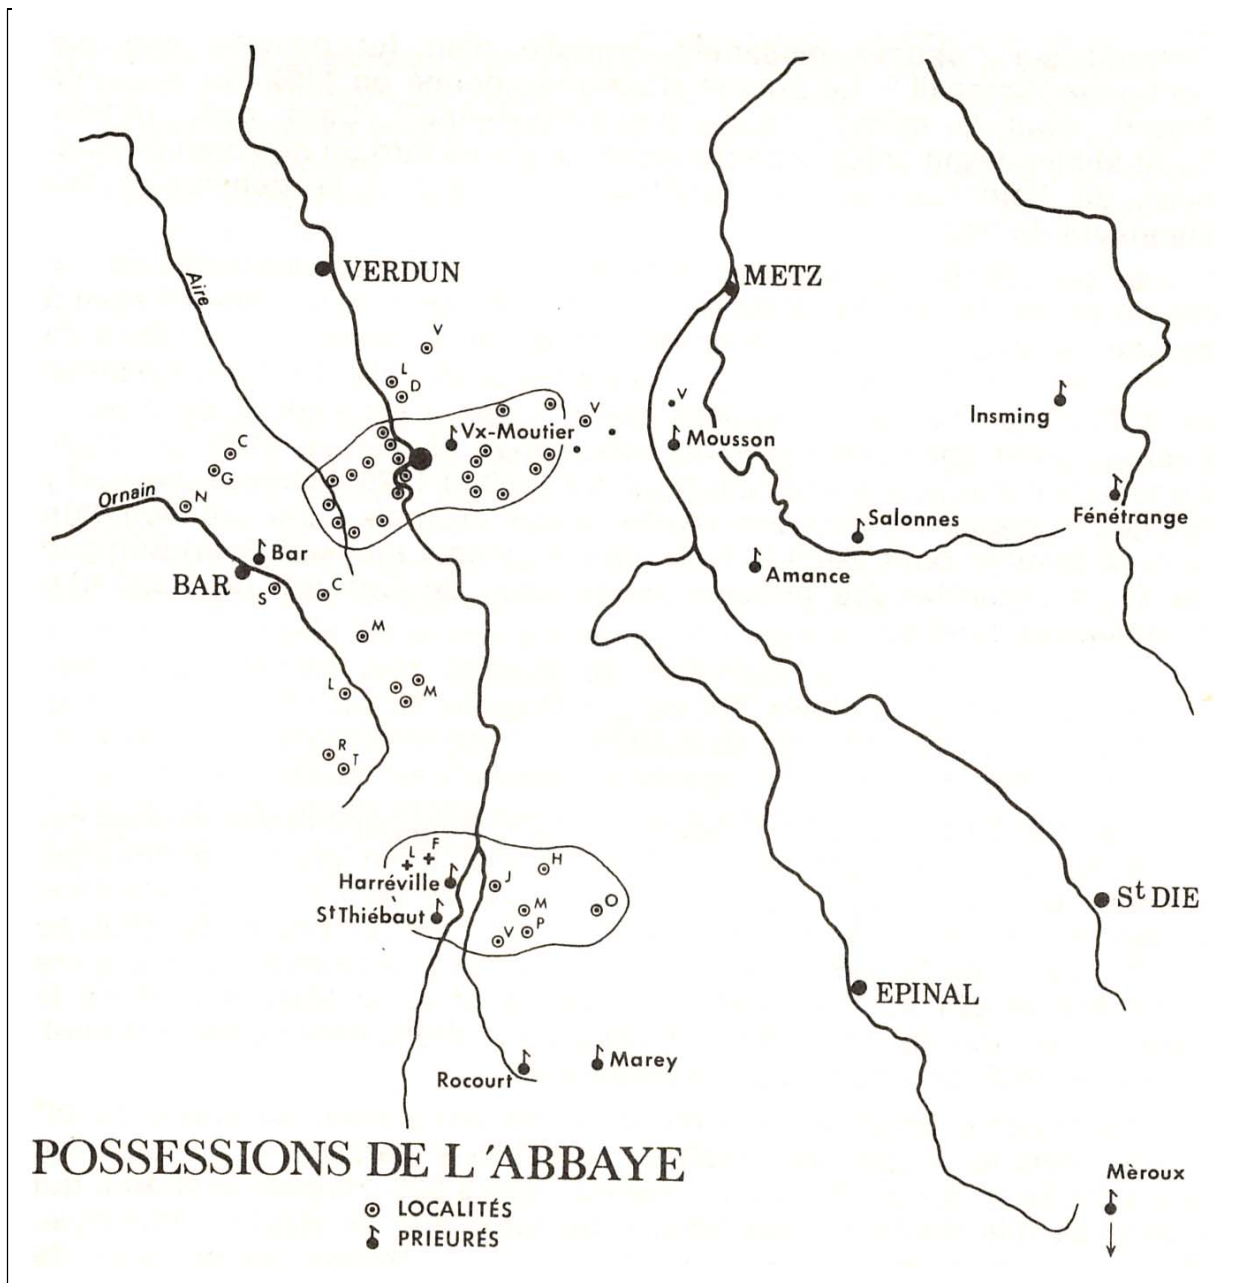 VERDUN
METZ
Aire
V
L
D
V
V
Insming
Vx-Moutier
Mousson
C
G
N
Ornain
Salonnes
Fénétrange
Bar
BAR
Amance
S
C
M
L
M
R
T
L
F
H
Harréville
J
St Thiébaut
M
O
V
P
St DIE
EPINAL
Rocourt
Marey
POSSESSIONS DE L'ABBAYE
Mèroux
LOCALITÉS
PRIEURÉS